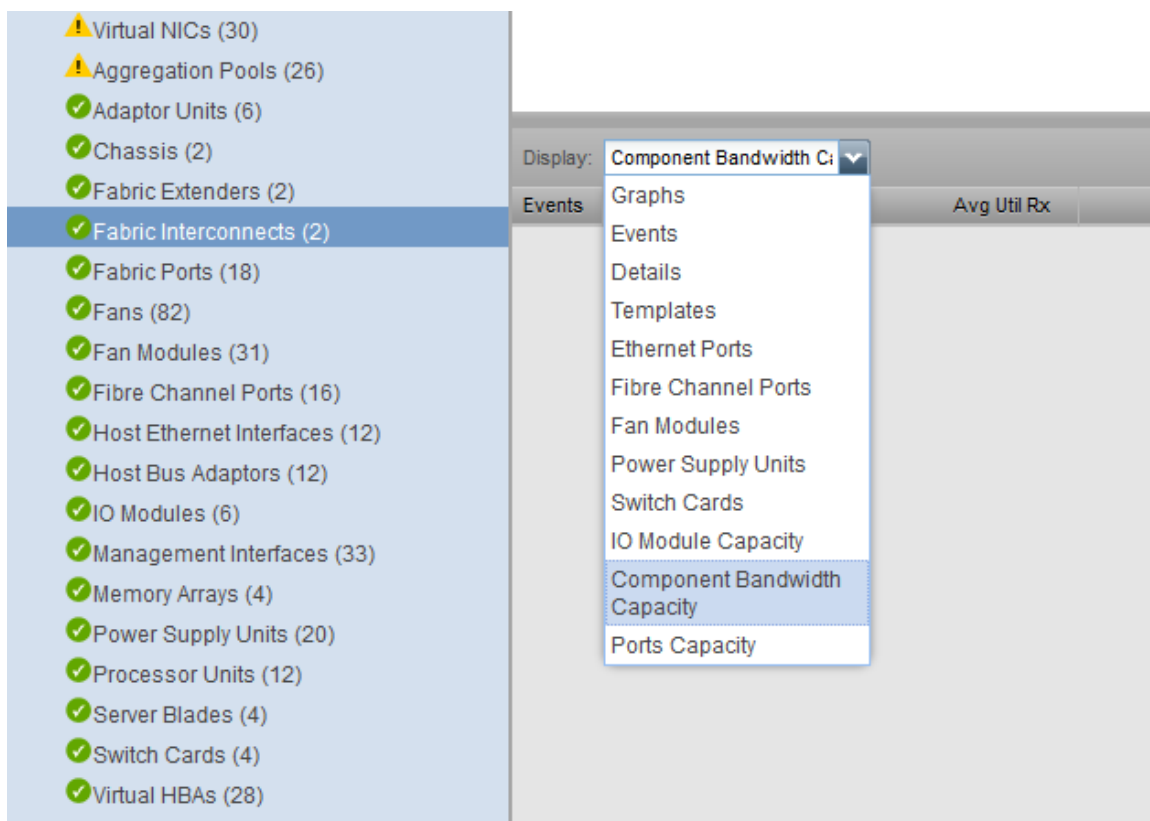 Virtual NICs (30)
Aggregation Pools (26)
Adaptor Units (6)
Chassis (2)
Fabric Extenders (2)
Fabric Interconnects (2)
Fabric Ports (18)
Fans (82)
Fan Modules (31)
Fibre Channel Ports (16)
Host Ethernet Interfaces (12)
Host Bus Adaptors (12)
IO Modules (6)
Management Interfaces (33)
Memory Arrays (4)
Power Supply Units (20)
Processor Units (12)
Server Blades (4)
Switch Cards (4)
Virtual HBAs (28)
Display: Component Bandwidth Ca
Events Avg Util Rx
Graphs
Events
Details
Templates
Ethernet Ports
Fibre Channel Ports
Fan Modules
Power Supply Units
Switch Cards
IO Module Capacity
Component Bandwidth
Capacity
Ports Capacity